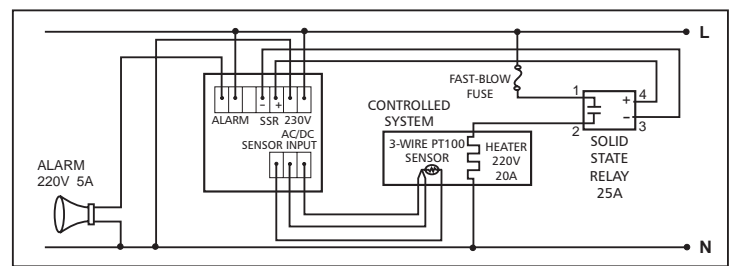 L
FAST-BLOW
FUSE
1
4
+
−
2
3
SOLID
STATE
RELAY
25A
− +
ALARM SSR 230V
AC/DC
SENSOR INPUT
CONTROLLED
SYSTEM
3-WIRE PT100
SENSOR
HEATER
220V
20A
ALARM
220V 5A
N